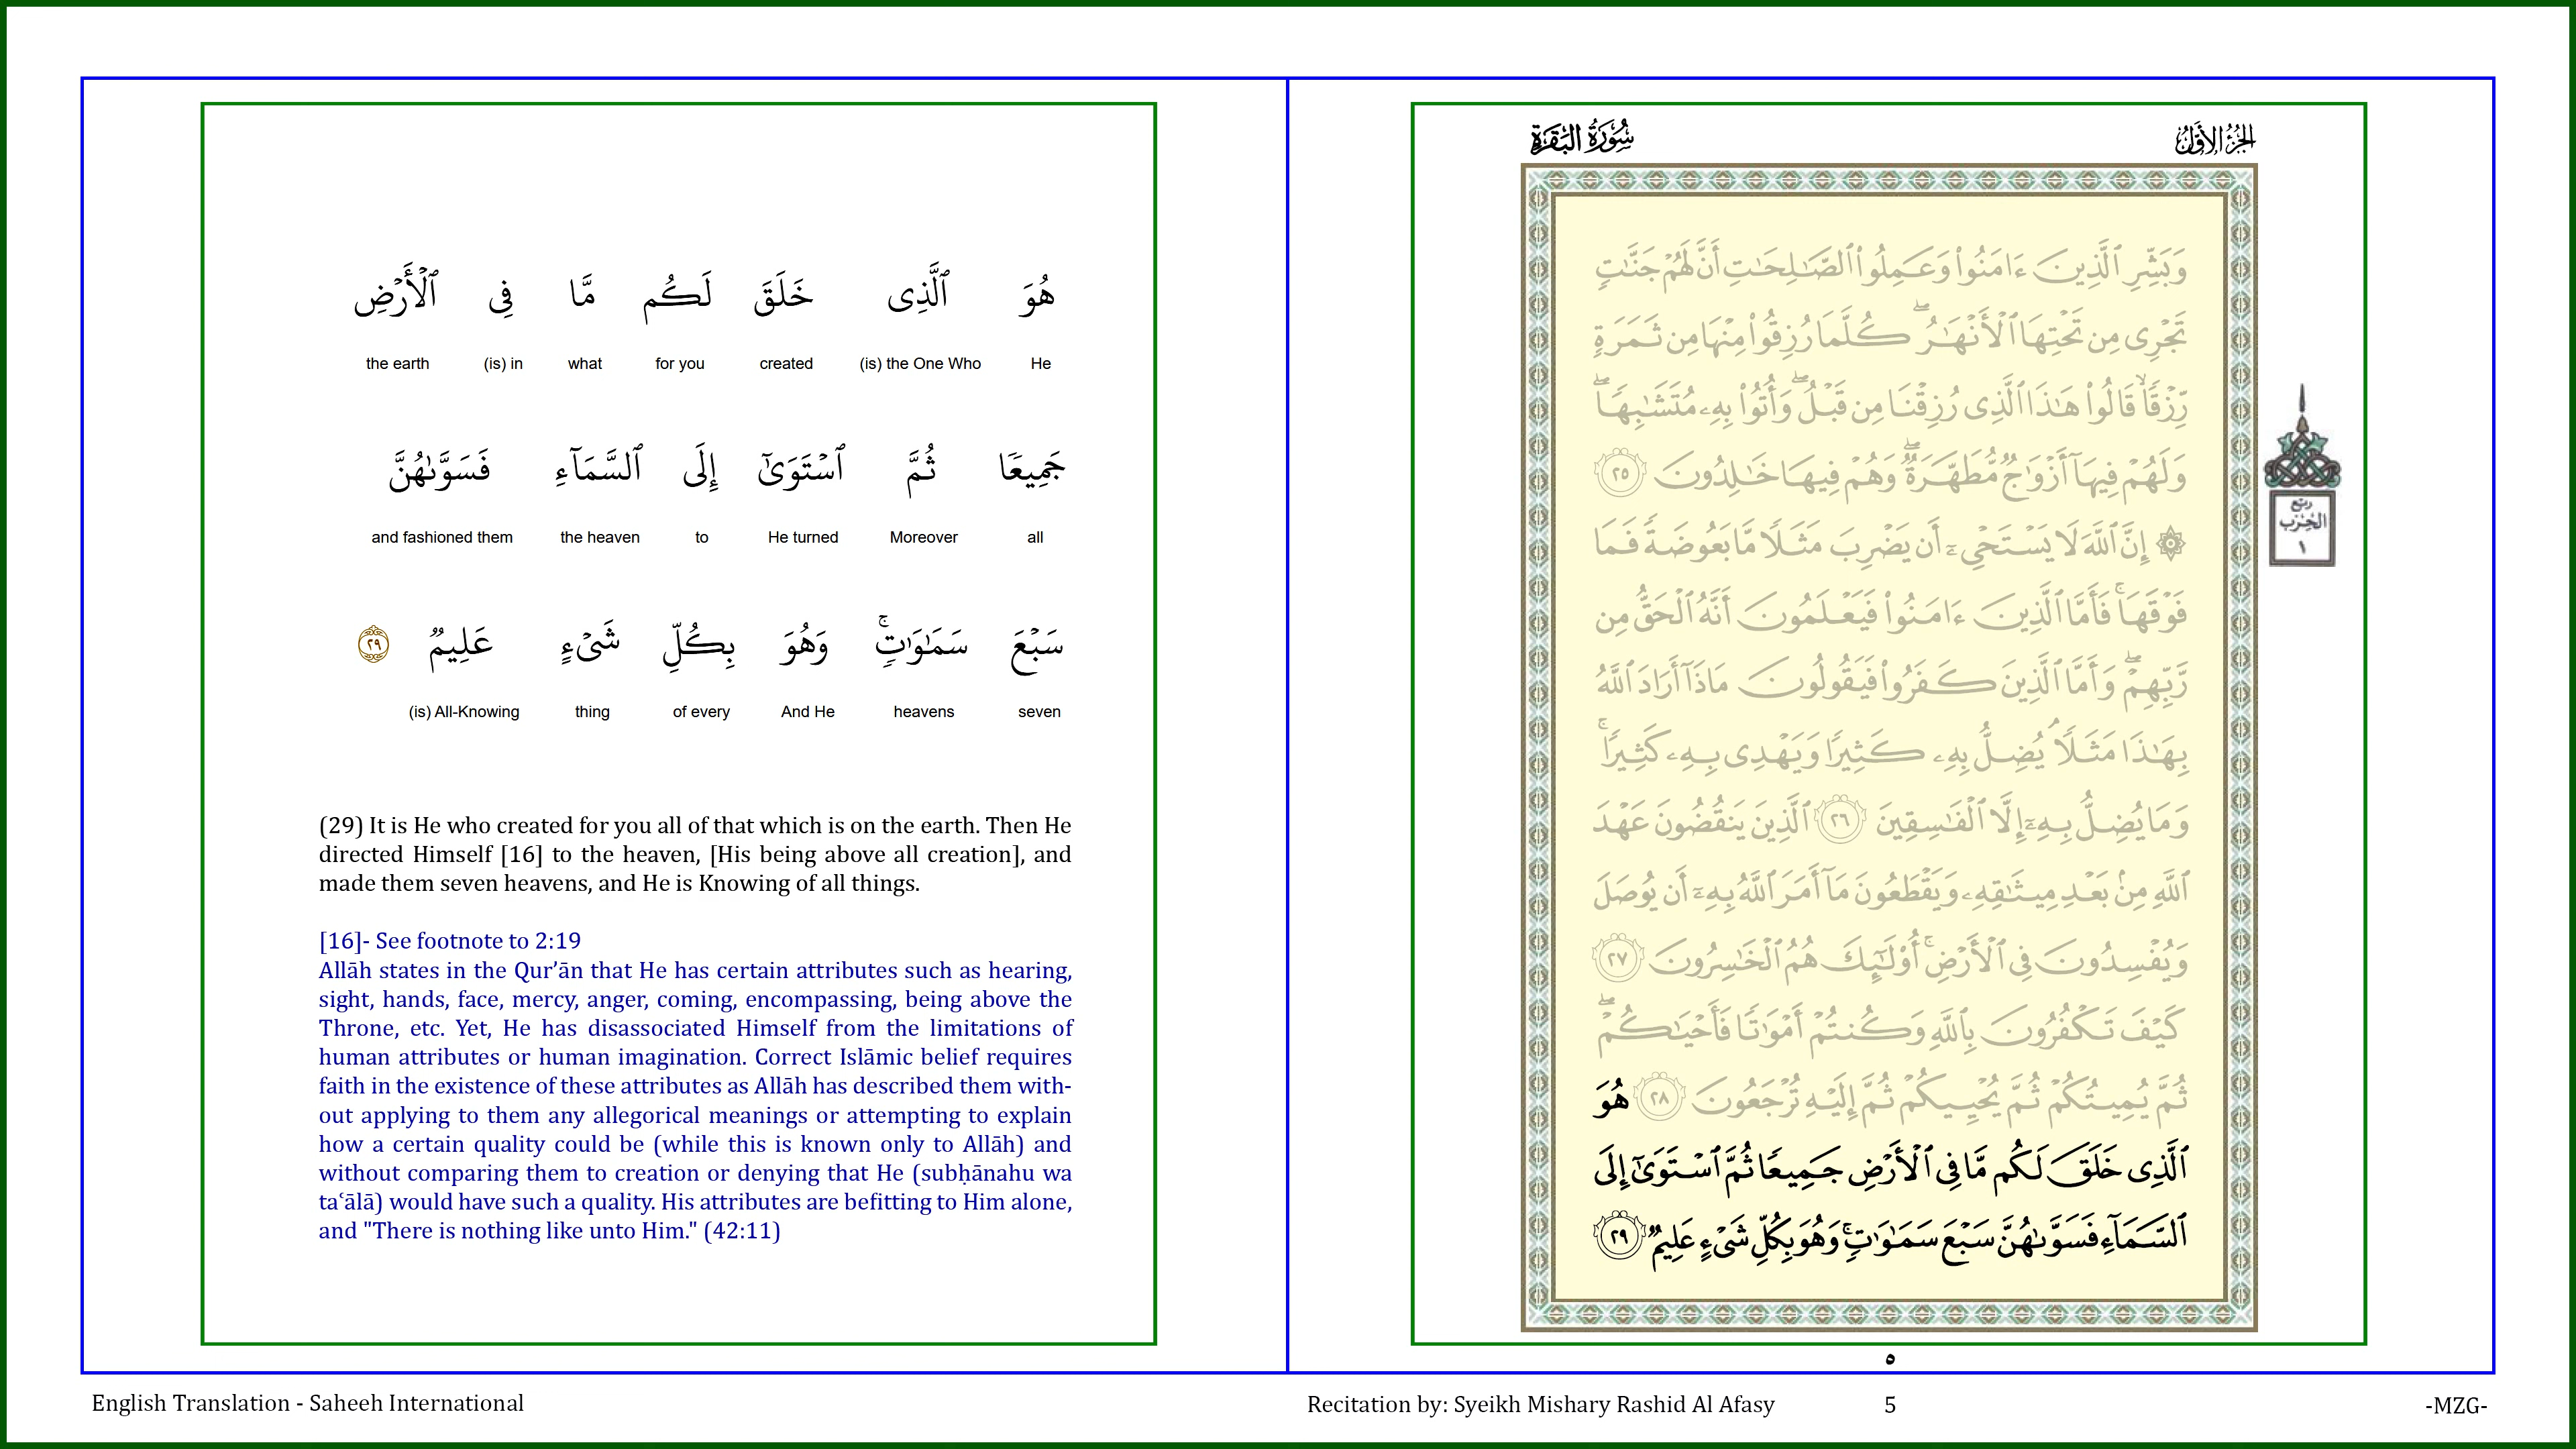 هُوَ ٱلَّذِى خَلَقَ لَكُم مَّا فِى ٱلْأَرْضِ
the earth (is) in what for you created (is) the One Who He
جَمِيعًا ثُمَّ ٱسْتَوَىٰٓ إِلَى ٱلسَّمَآءِ فَسَوَّىٰهُنَّ
and fashioned them the heaven to He turned Moreover all
سَبْعَ سَمَـٰوَٰتٍ ۚ وَهُوَ بِكُلِّ شَىْءٍ عَلِيمٌ ٢٩
(is) All-Knowing thing of every And He heavens seven
(29) It is He who created for you all of that which is on the earth. Then He
directed Himself [16] to the heaven, [His being above all creation], and
made them seven heavens, and He is Knowing of all things.
[16]- See footnote to 2:19
Allāh states in the Qur’ān that He has certain attributes such as hearing,
sight, hands, face, mercy, anger, coming, encompassing, being above the
Throne, etc. Yet, He has disassociated Himself from the limitations of
human attributes or human imagination. Correct Islāmic belief requires
faith in the existence of these attributes as Allāh has described them with-
out applying to them any allegorical meanings or attempting to explain
how a certain quality could be (while this is known only to Allāh) and
without comparing them to creation or denying that He (subḥānahu wa
taʿālā) would have such a quality. His attributes are befitting to Him alone,
and "There is nothing like unto Him." (42:11)
الجُزْءُ الأَوَّلُ
سُورَةُ البَقَرَةِ
وَبَشِّرِ ٱلَّذِينَ ءَامَنُوا۟ وَعَمِلُوا۟ ٱلصَّـٰلِحَـٰتِ أَنَّ لَهُمْ جَنَّـٰتٍ
تَجْرِى مِن تَحْتِهَا ٱلْأَنْهَـٰرُ ۖ كُلَّمَا رُزِقُوا۟ مِنْهَا مِن ثَمَرَةٍ
رِّزْقًا ۙ قَالُوا۟ هَـٰذَا ٱلَّذِى رُزِقْنَا مِن قَبْلُ ۖ وَأُتُوا۟ بِهِۦ مُتَشَـٰبِهًا ۖ
وَلَهُمْ فِيهَآ أَزْوَٰجٌ مُّطَهَّرَةٌ ۖ وَهُمْ فِيهَا خَـٰلِدُونَ ٢٥
۞ إِنَّ ٱللَّهَ لَا يَسْتَحْىِۦٓ أَن يَضْرِبَ مَثَلًا مَّا بَعُوضَةً فَمَا
فَوْقَهَا ۚ فَأَمَّا ٱلَّذِينَ ءَامَنُوا۟ فَيَعْلَمُونَ أَنَّهُ ٱلْحَقُّ مِن
رَّبِّهِمْ ۖ وَأَمَّا ٱلَّذِينَ كَفَرُوا۟ فَيَقُولُونَ مَاذَآ أَرَادَ ٱللَّهُ
بِهَـٰذَا مَثَلًا ۘ يُضِلُّ بِهِۦ كَثِيرًا وَيَهْدِى بِهِۦ كَثِيرًا ۚ
وَمَا يُضِلُّ بِهِۦٓ إِلَّا ٱلْفَـٰسِقِينَ ٢٦ ٱلَّذِينَ يَنقُضُونَ عَهْدَ
ٱللَّهِ مِنۢ بَعْدِ مِيثَـٰقِهِۦ وَيَقْطَعُونَ مَآ أَمَرَ ٱللَّهُ بِهِۦٓ أَن يُوصَلَ
وَيُفْسِدُونَ فِى ٱلْأَرْضِ ۚ أُو۟لَـٰٓئِكَ هُمُ ٱلْخَـٰسِرُونَ ٢٧
كَيْفَ تَكْفُرُونَ بِٱللَّهِ وَكُنتُمْ أَمْوَٰتًا فَأَحْيَـٰكُمْ ۖ
ثُمَّ يُمِيتُكُمْ ثُمَّ يُحْيِيكُمْ ثُمَّ إِلَيْهِ تُرْجَعُونَ ٢٨ هُوَ
ٱلَّذِى خَلَقَ لَكُم مَّا فِى ٱلْأَرْضِ جَمِيعًا ثُمَّ ٱسْتَوَىٰٓ إِلَى
ٱلسَّمَآءِ فَسَوَّىٰهُنَّ سَبْعَ سَمَـٰوَٰتٍ ۚ وَهُوَ بِكُلِّ شَىْءٍ عَلِيمٌ ٢٩
ربع
الحزب
١
٥
English Translation - Saheeh International
Recitation by: Syeikh Mishary Rashid Al Afasy
5
-MZG-